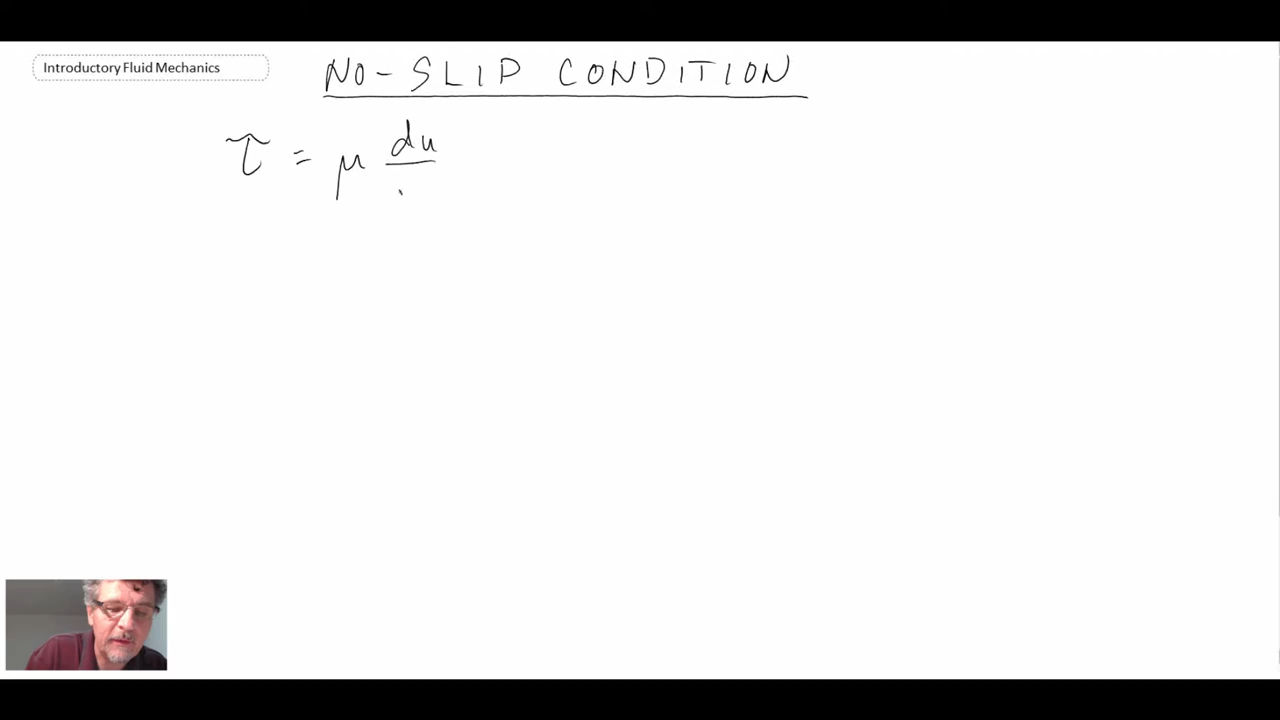 Introductory Fluid Mechanics
NO-SLIP CONDITION
τ = μ du/